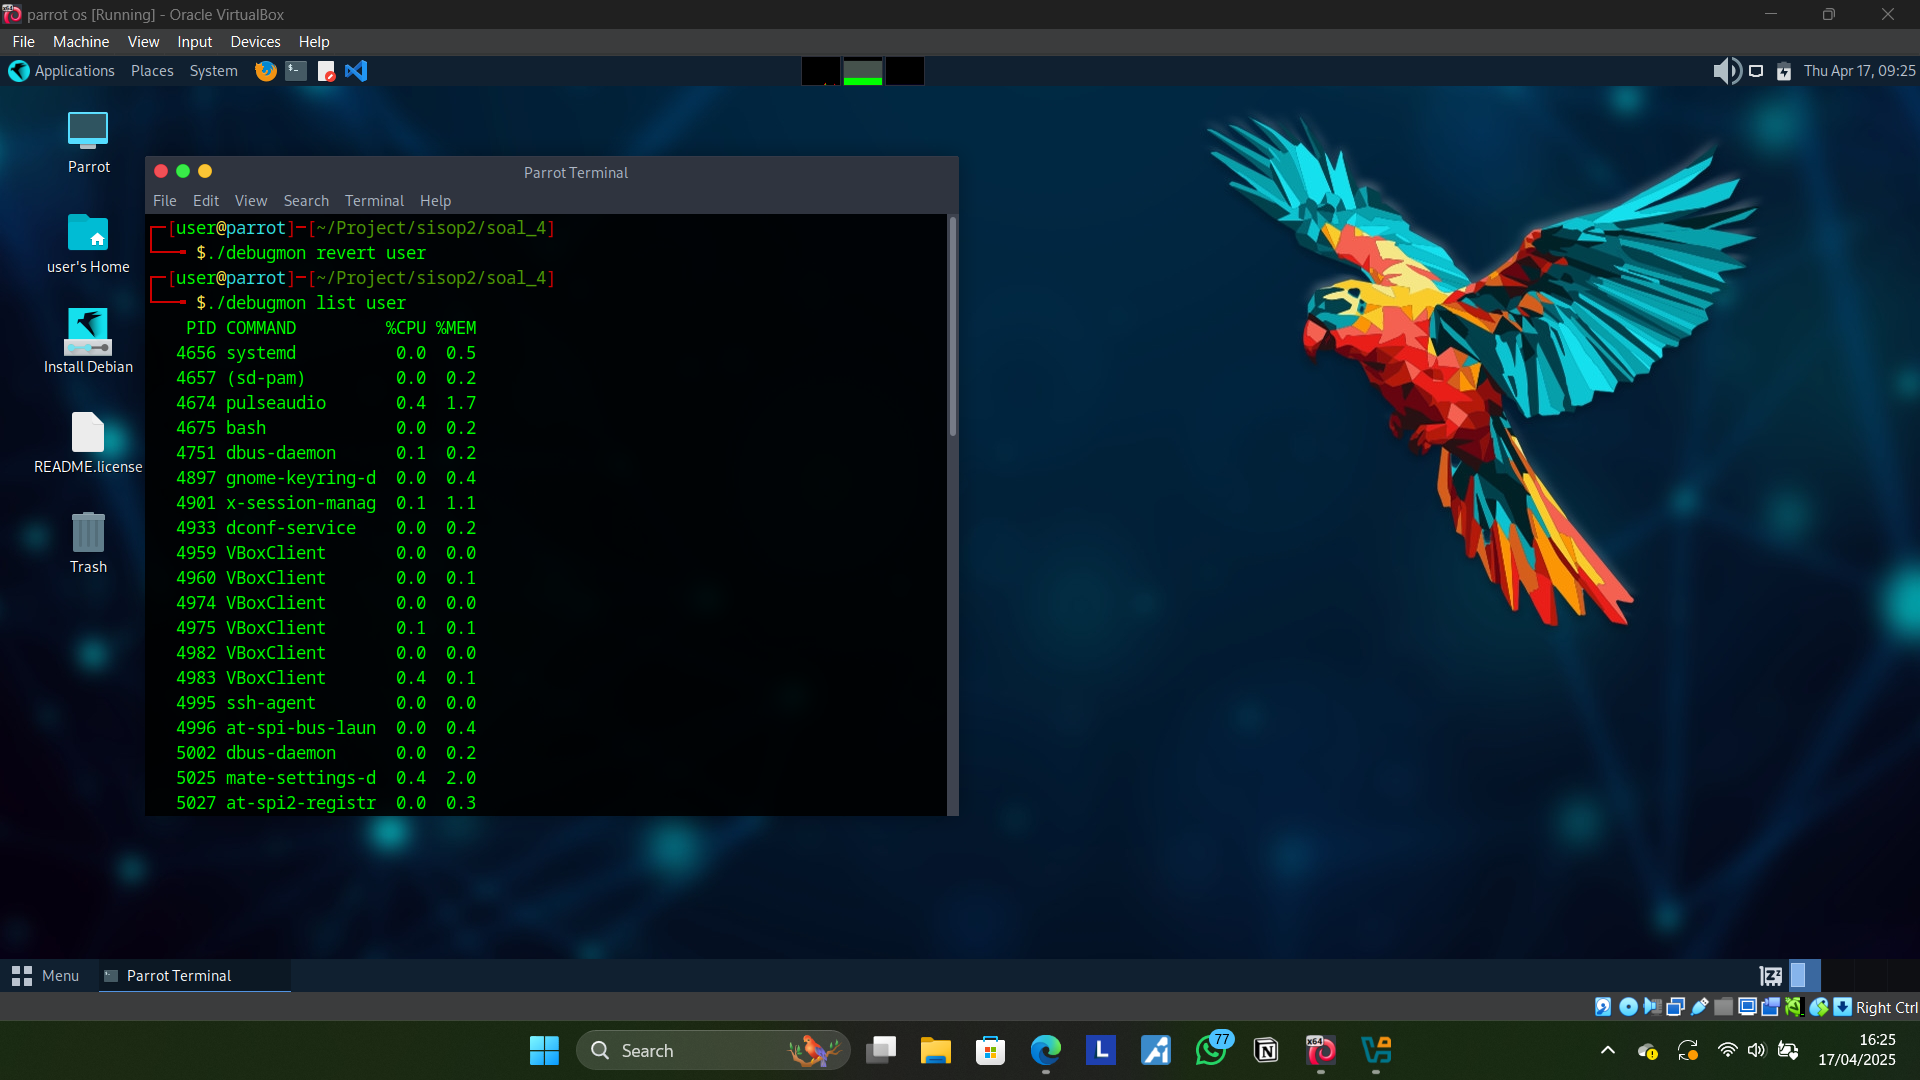 parrot os [Running] - Oracle VirtualBox
File Machine View Input Devices Help
Applications Places System
Thu Apr 17, 09:25
Parrot
user's Home
Install Debian
README.license
Trash
Parrot Terminal
File Edit View Search Terminal Help
[user@parrot]-[~/Project/sisop2/soal_4]
$./debugmon revert user
[user@parrot]-[~/Project/sisop2/soal_4]
$./debugmon list user
PID COMMAND %CPU %MEM
4656 systemd 0.0 0.5
4657 (sd-pam) 0.0 0.2
4674 pulseaudio 0.4 1.7
4675 bash 0.0 0.2
4751 dbus-daemon 0.1 0.2
4897 gnome-keyring-d 0.0 0.4
4901 x-session-manag 0.1 1.1
4933 dconf-service 0.0 0.2
4959 VBoxClient 0.0 0.0
4960 VBoxClient 0.0 0.1
4974 VBoxClient 0.0 0.0
4975 VBoxClient 0.1 0.1
4982 VBoxClient 0.0 0.0
4983 VBoxClient 0.4 0.1
4995 ssh-agent 0.0 0.0
4996 at-spi-bus-laun 0.0 0.4
5002 dbus-daemon 0.0 0.2
5025 mate-settings-d 0.4 2.0
5027 at-spi2-registr 0.0 0.3
Menu
Parrot Terminal
Right Ctrl
Search
77
16:25
17/04/2025